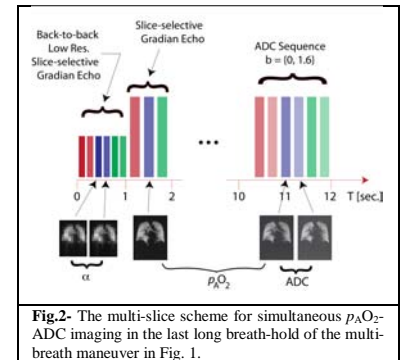 Slice-selective
Gradian Echo
Back-to-back
Low Res.
Slice-selective
Gradian Echo
ADC Sequence
b = {0, 1.6}
...
0 1 2 10 11 12 T [sec.]
α
pAO2
ADC
Fig.2- The multi-slice scheme for simultaneous pAO2-
ADC imaging in the last long breath-hold of the multi-
breath maneuver in Fig. 1.